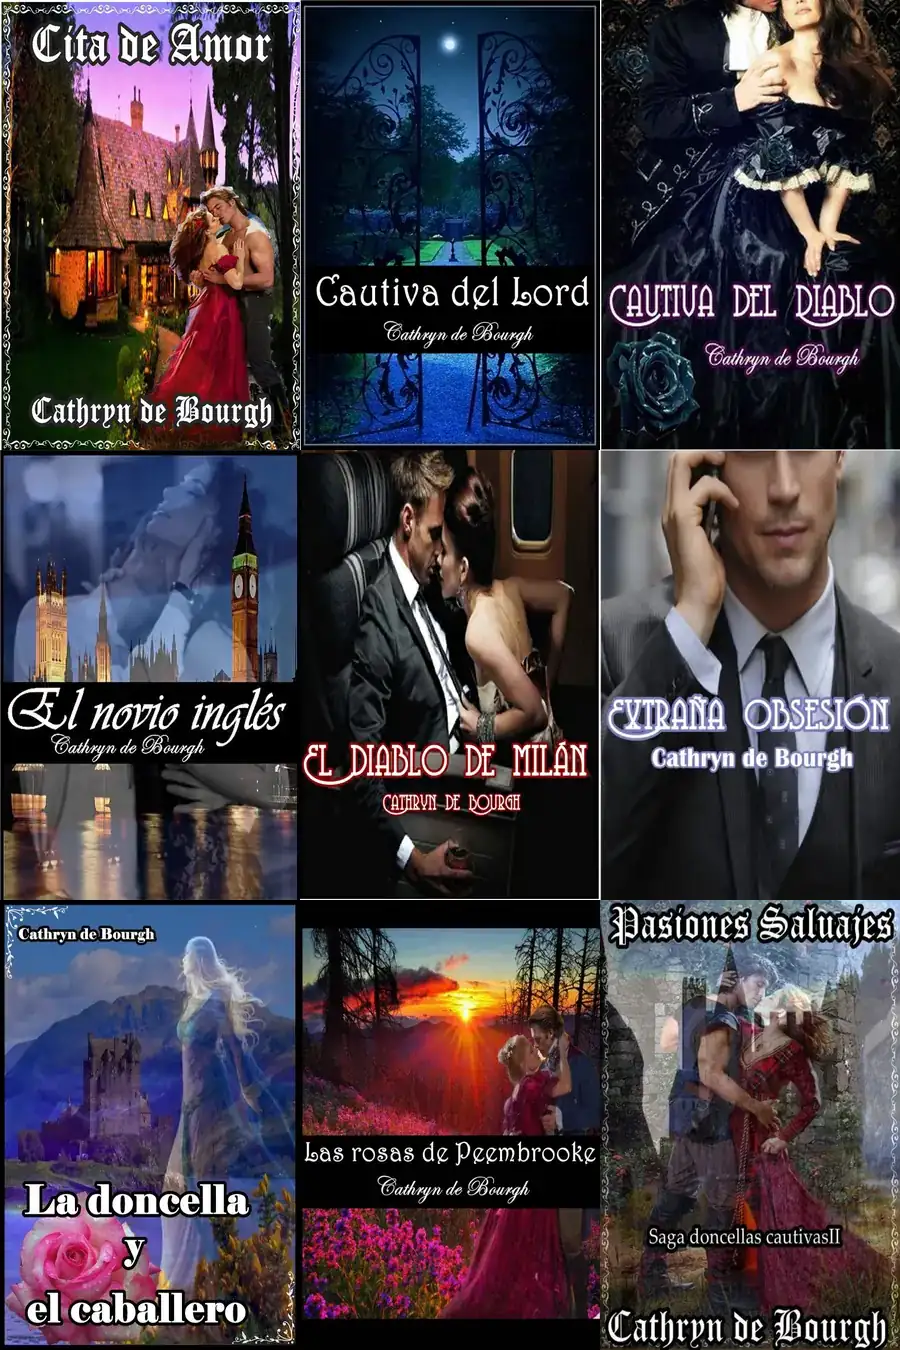 Cita de Amor
Cathryn de Bourgh
Cautiva del Lord
Cathryn de Bourgh
CAUTIVA DEL DIABLO
Cathryn de Bourgh
El novio inglés
Cathryn de Bourgh
EL DIABLO DE MILÁN
CATHRYN DE BOURGH
EXTRAÑA OBSESIÓN
Cathryn de Bourgh
Cathryn de Bourgh
La doncella
y
el caballero
Las rosas de Peembrooke
Cathryn de Bourgh
Pasiones Salvajes
Saga doncellas cautivasII
Cathryn de Bourgh